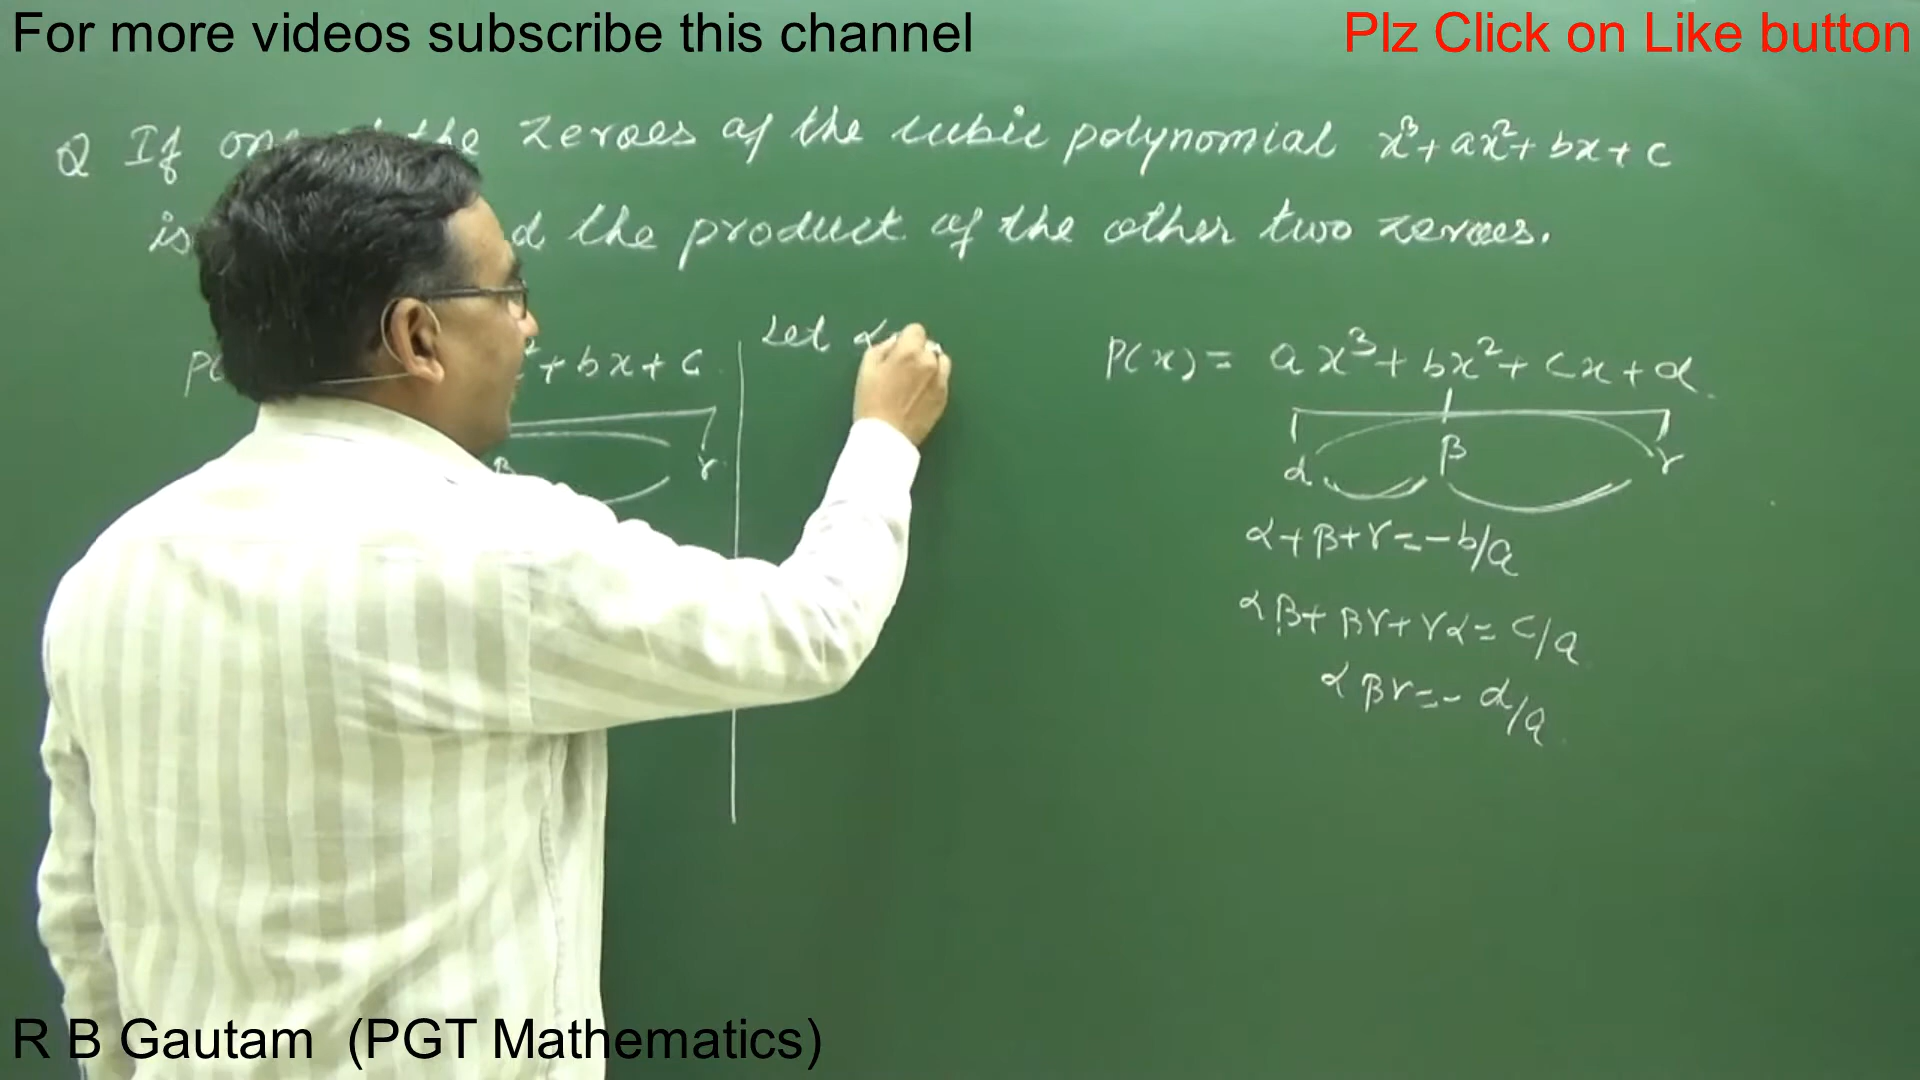 For more videos subscribe this channel
Plz Click on Like button
Q If the zeroes of the cubic polynomial x³+ax²+bx+c
is the product of the other two zeroes.
+bx+c
γ
Let α
P(x)= ax³+bx²+cx+d
α β γ
α+β+γ=-b/a
αβ+βγ+γα=c/a
αβγ=-d/a
R B Gautam (PGT Mathematics)